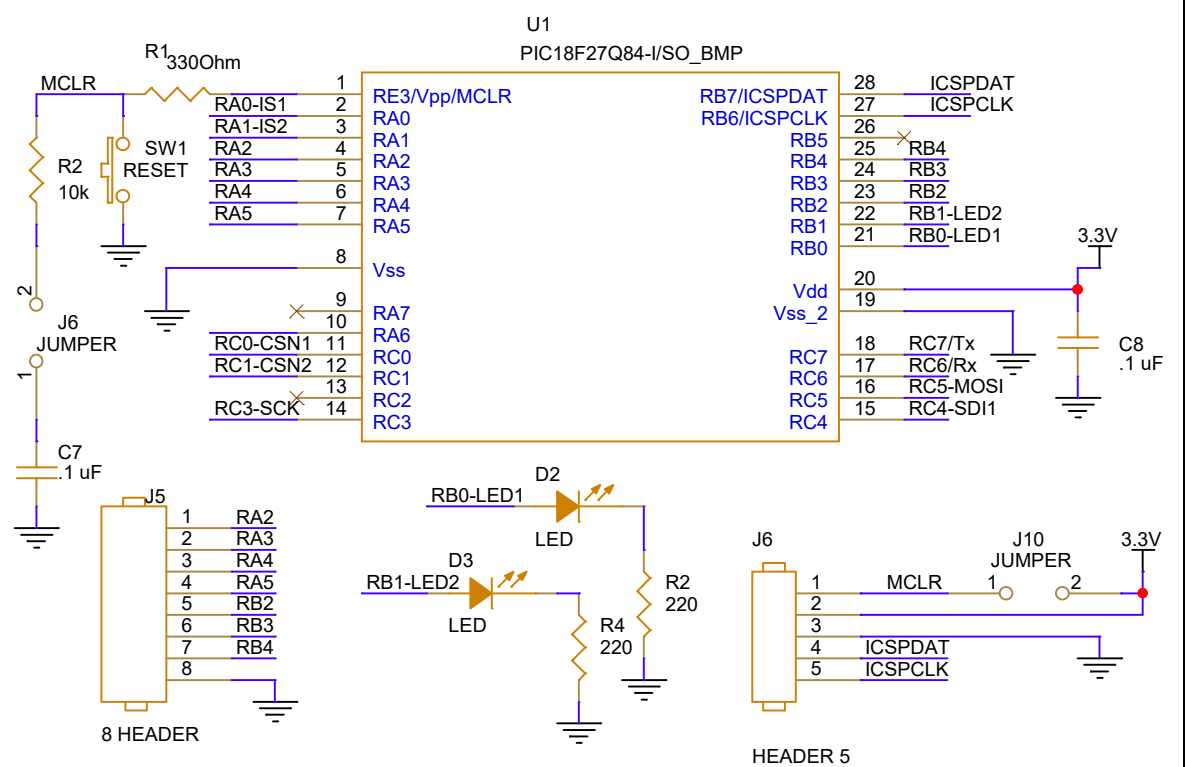 U1
PIC18F27Q84-I/SO_BMP
R1
330Ohm
MCLR
SW1
RESET
R2
10k
2
J6
JUMPER
1
C7
.1 uF
1
RE3/Vpp/MCLR
RA0-IS1
2
RA0
RA1-IS2
3
RA1
RA2
4
RA2
RA3
5
RA3
RA4
6
RA4
RA5
7
RA5
8
Vss
9
RA7
10
RA6
RC0-CSN1
11
RC0
RC1-CSN2
12
RC1
13
RC2
RC3-SCK
14
RC3
RB7/ICSPDAT
28
ICSPDAT
RB6/ICSPCLK
27
ICSPCLK
RB5
26
RB4
25
RB4
RB3
24
RB3
RB2
23
RB2
RB1
22
RB1-LED2
RB0
21
RB0-LED1
Vdd
20
Vss_2
19
RC7
18
RC7/Tx
RC6
17
RC6/Rx
RC5
16
RC5-MOSI
RC4
15
RC4-SDI1
3.3V
C8
.1 uF
J5
1
RA2
2
RA3
3
RA4
4
RA5
5
RB2
6
RB3
7
RB4
8
8 HEADER
D2
RB0-LED1
LED
R2
220
D3
RB1-LED2
LED
R4
220
J6
1
MCLR
2
3
4
ICSPDAT
5
ICSPCLK
HEADER 5
J10
JUMPER
1
2
3.3V